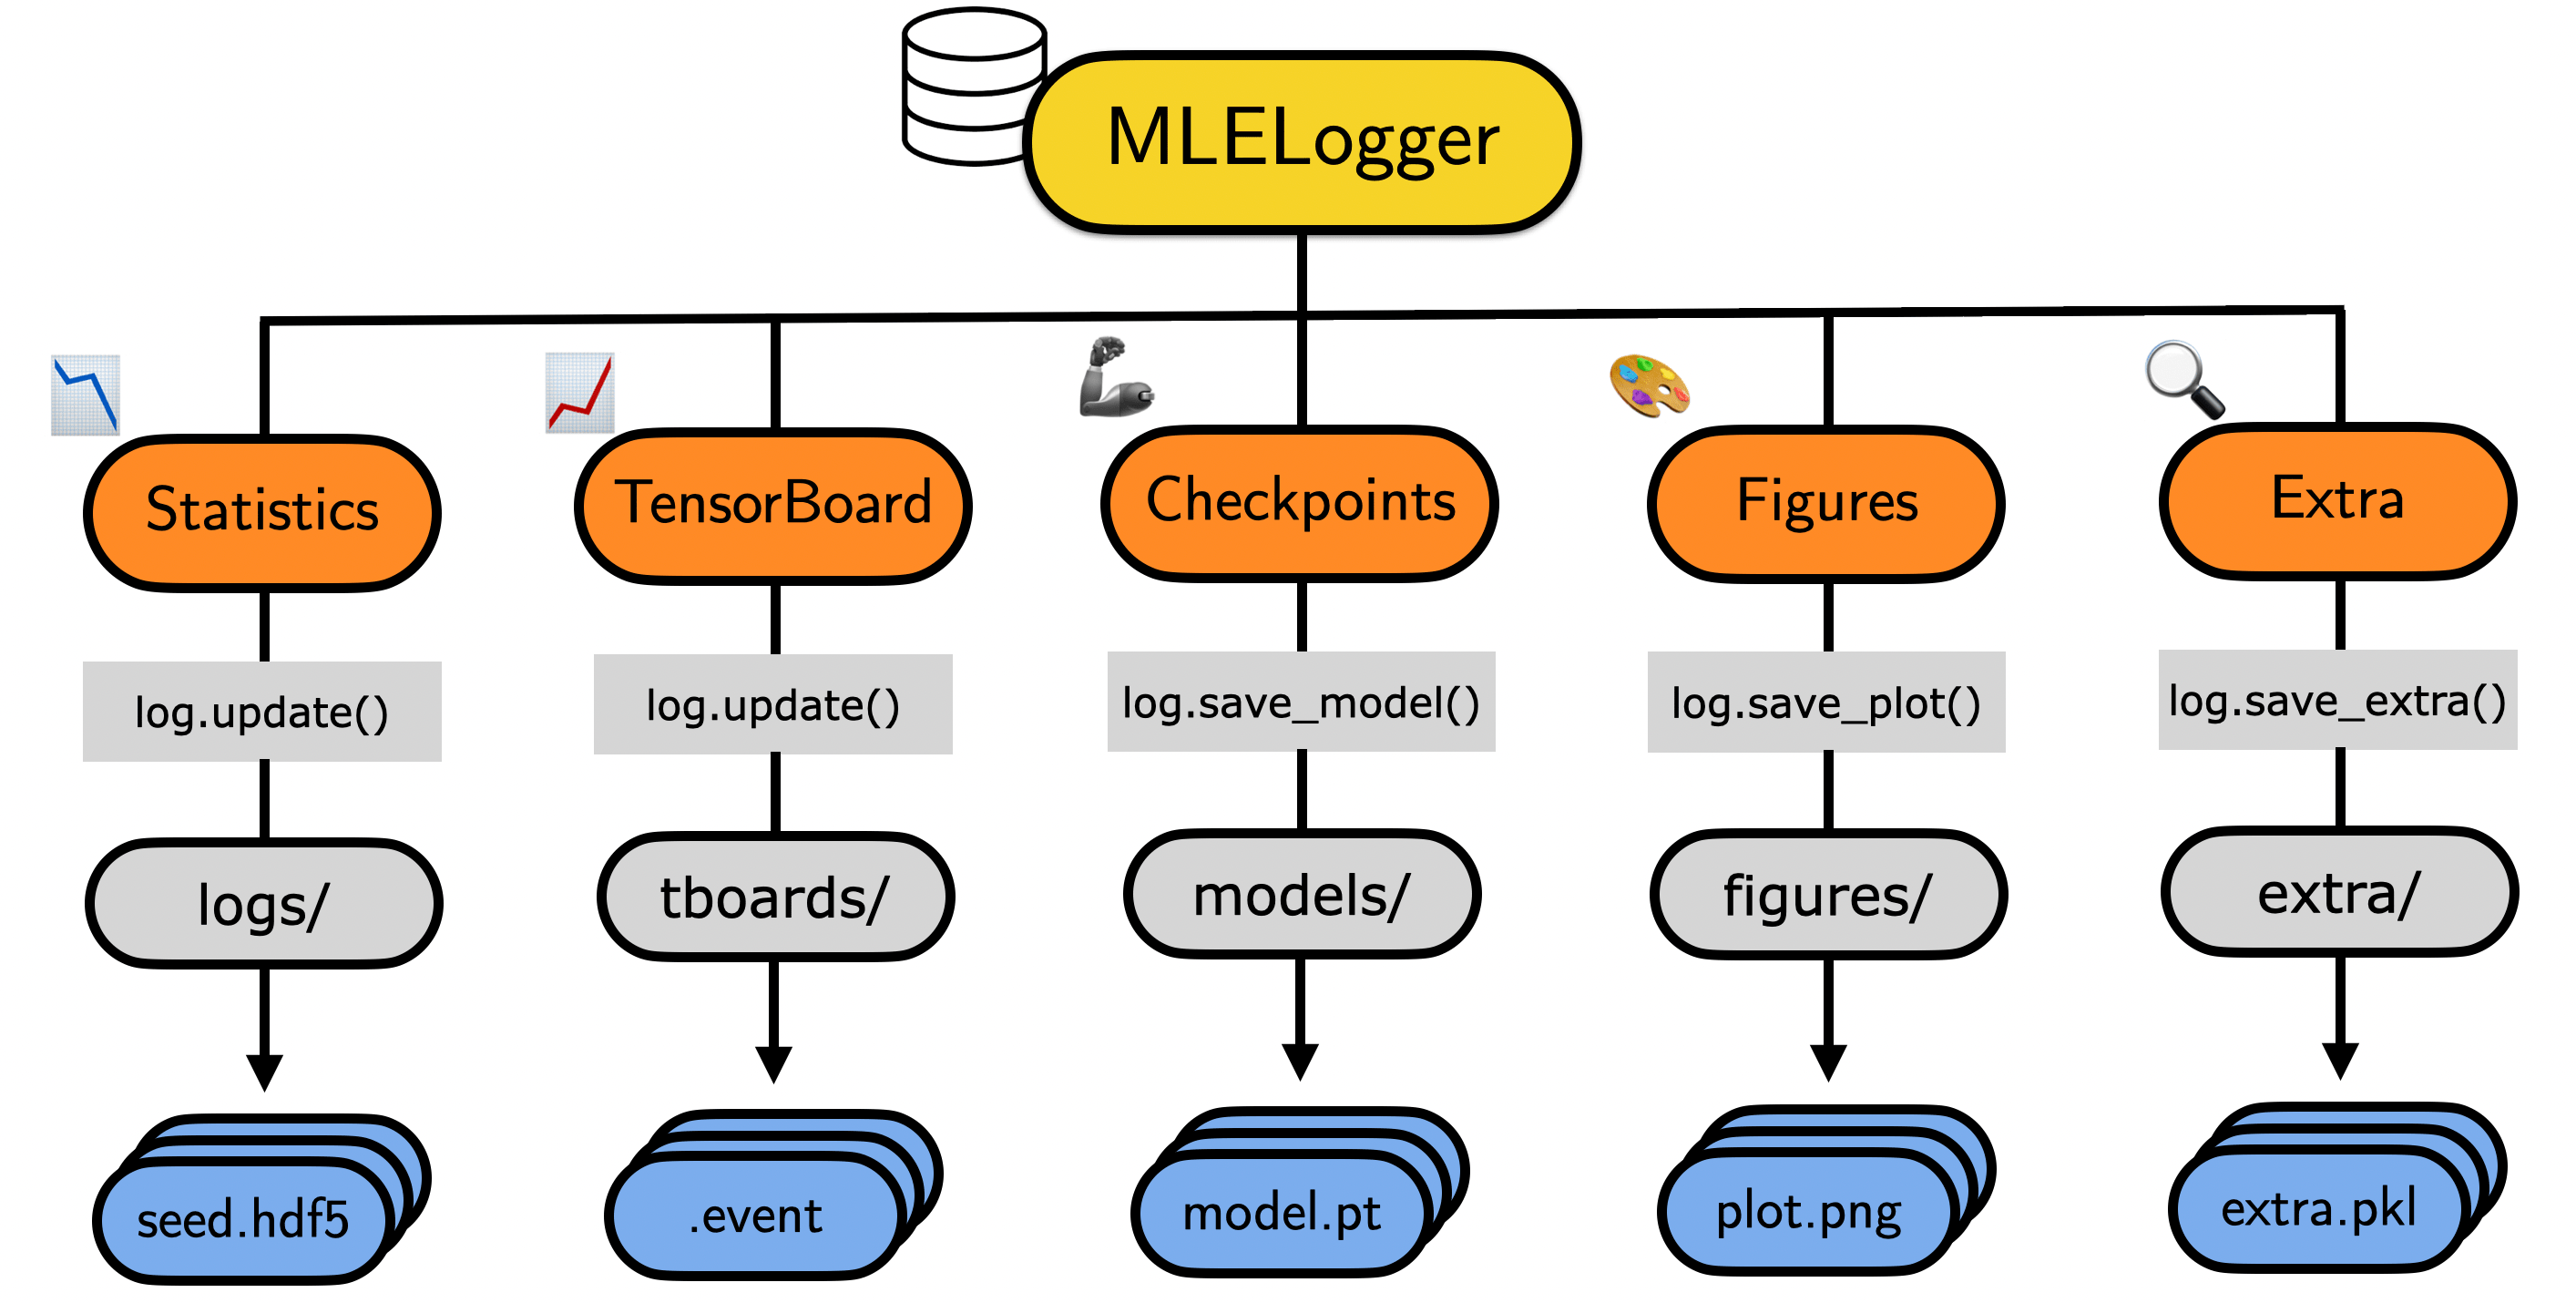 MLELogger
Statistics
TensorBoard
Checkpoints
Figures
Extra
log.update()
log.update()
log.save_model()
log.save_plot()
log.save_extra()
logs/
tboards/
models/
figures/
extra/
seed.hdf5
.event
model.pt
plot.png
extra.pkl